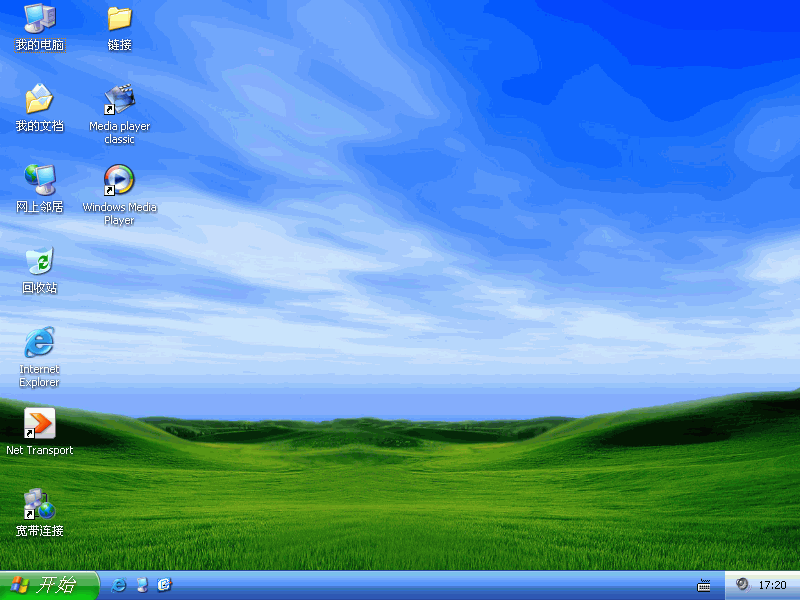 我的电脑
链接
我的文档
Media player
classic
网上邻居
Windows Media
Player
回收站
Internet
Explorer
Net Transport
宽带连接
开始
17:20